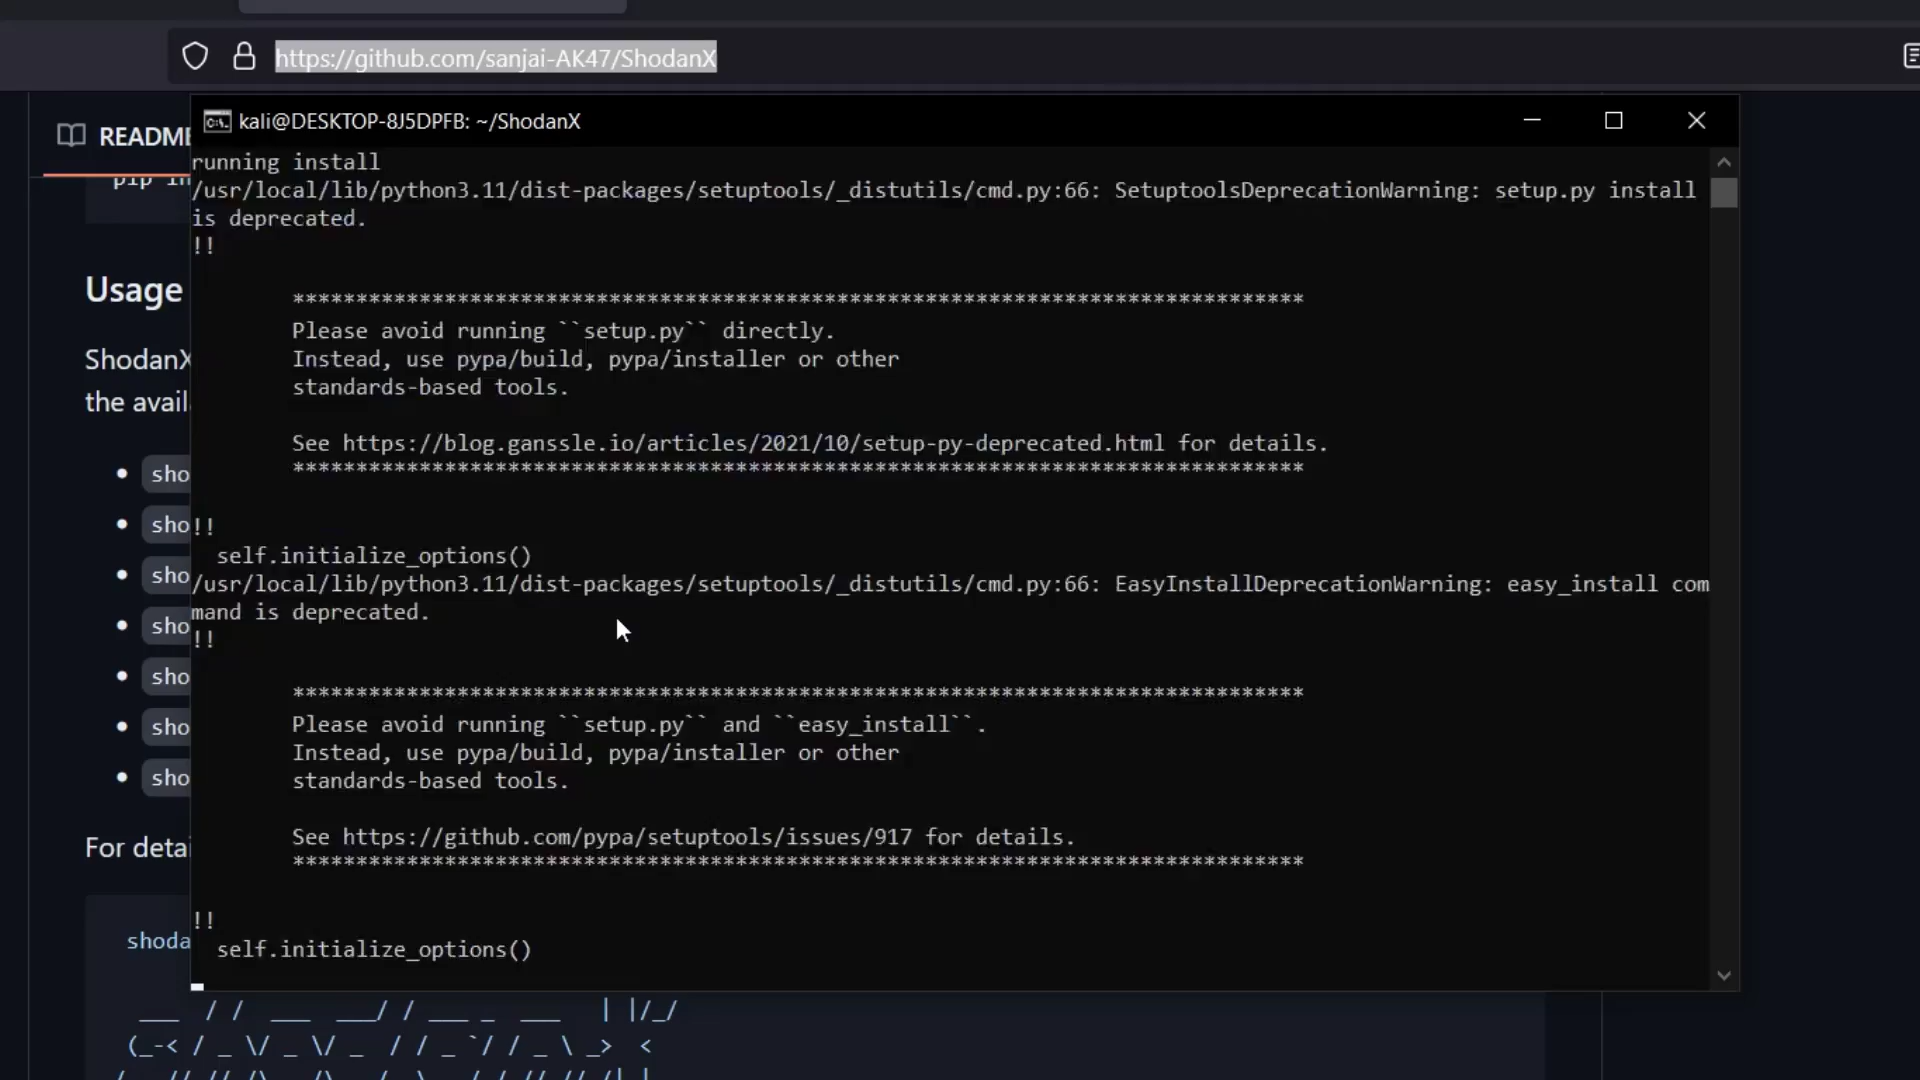 https://github.com/sanjai-AK47/ShodanX
README
kali@DESKTOP-8J5DPFB: ~/ShodanX
running install
/usr/local/lib/python3.11/dist-packages/setuptools/_distutils/cmd.py:66: SetuptoolsDeprecationWarning: setup.py install
is deprecated.
!!
********************************************************************************
Please avoid running ``setup.py`` directly.
Instead, use pypa/build, pypa/installer or other
standards-based tools.
See https://blog.ganssle.io/articles/2021/10/setup-py-deprecated.html for details.
********************************************************************************
!!
self.initialize_options()
/usr/local/lib/python3.11/dist-packages/setuptools/_distutils/cmd.py:66: EasyInstallDeprecationWarning: easy_install com
mand is deprecated.
!!
********************************************************************************
Please avoid running ``setup.py`` and ``easy_install``.
Instead, use pypa/build, pypa/installer or other
standards-based tools.
See https://github.com/pypa/setuptools/issues/917 for details.
********************************************************************************
!!
self.initialize_options()
pip in
Usage
ShodanX
the avail
sho
sho
sho
sho
sho
sho
sho
For detai
shoda